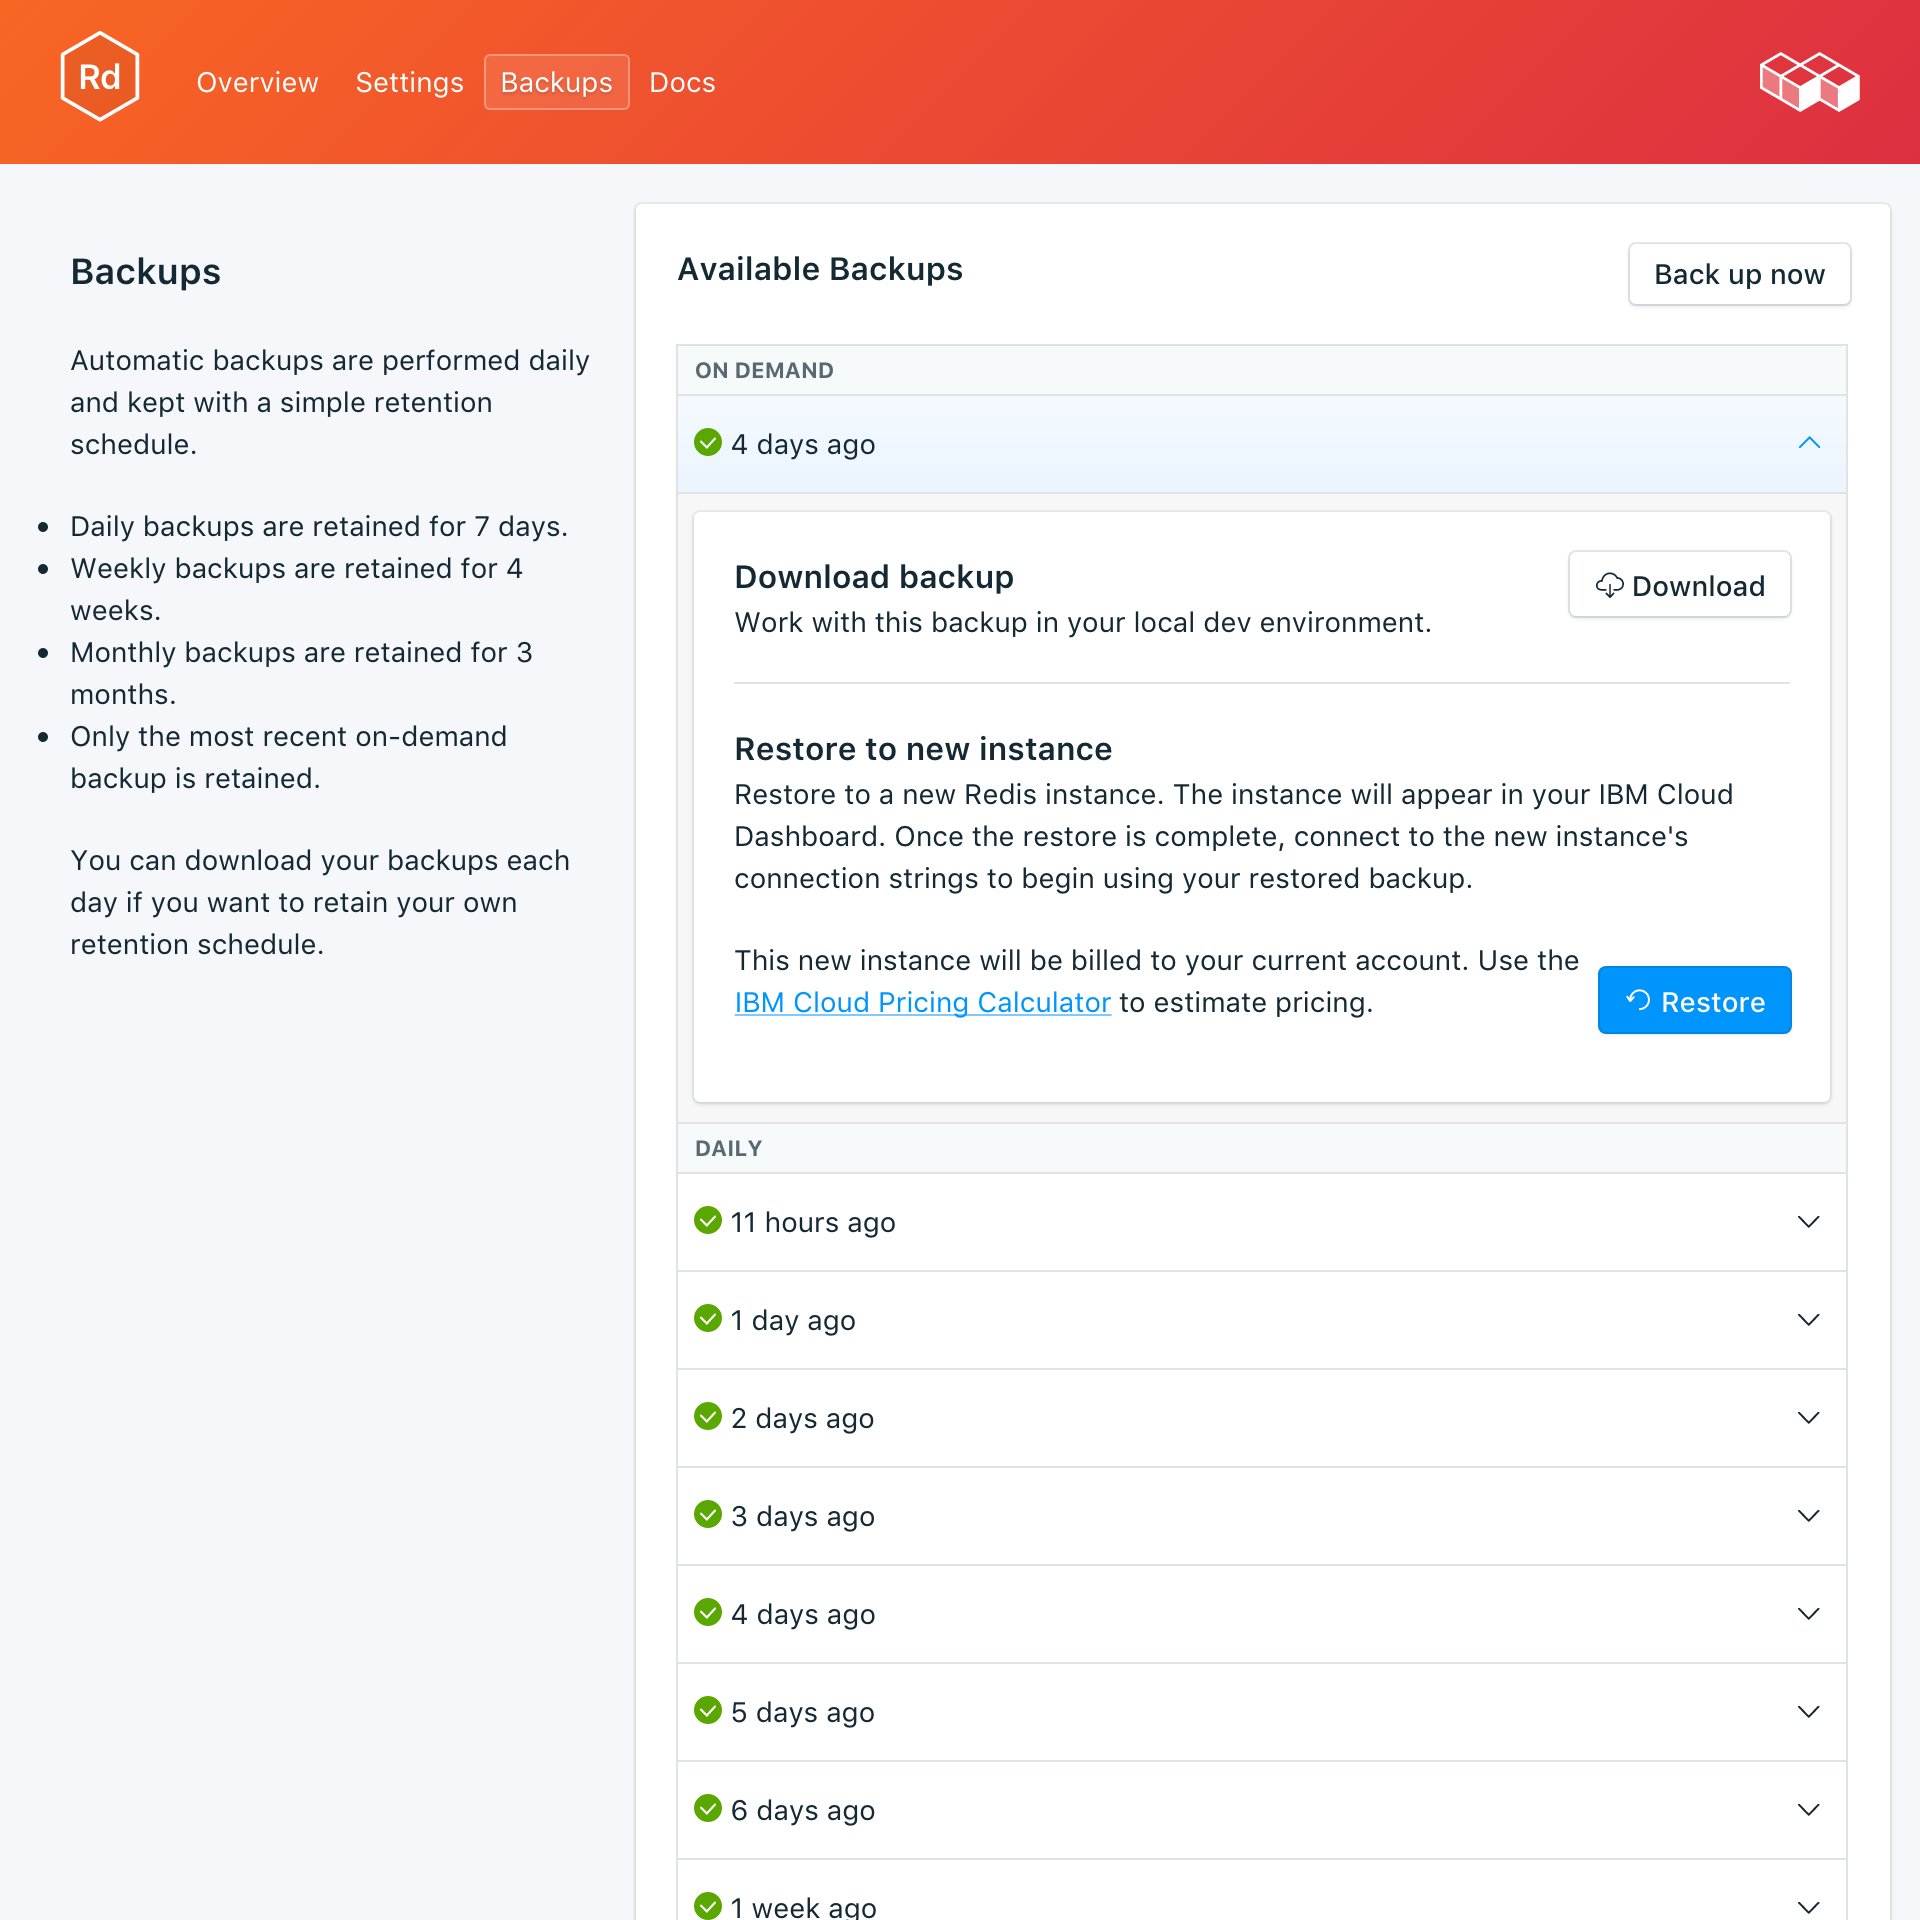 Rd
Overview
Settings
Backups
Docs
Backups
Automatic backups are performed daily
and kept with a simple retention
schedule.
Daily backups are retained for 7 days.
Weekly backups are retained for 4
weeks.
Monthly backups are retained for 3
months.
Only the most recent on-demand
backup is retained.
You can download your backups each
day if you want to retain your own
retention schedule.
Available Backups
Back up now
ON DEMAND
4 days ago
Download backup
Work with this backup in your local dev environment.
Download
Restore to new instance
Restore to a new Redis instance. The instance will appear in your IBM Cloud
Dashboard. Once the restore is complete, connect to the new instance's
connection strings to begin using your restored backup.
This new instance will be billed to your current account. Use the
IBM Cloud Pricing Calculator to estimate pricing.
Restore
DAILY
11 hours ago
1 day ago
2 days ago
3 days ago
4 days ago
5 days ago
6 days ago
1 week ago